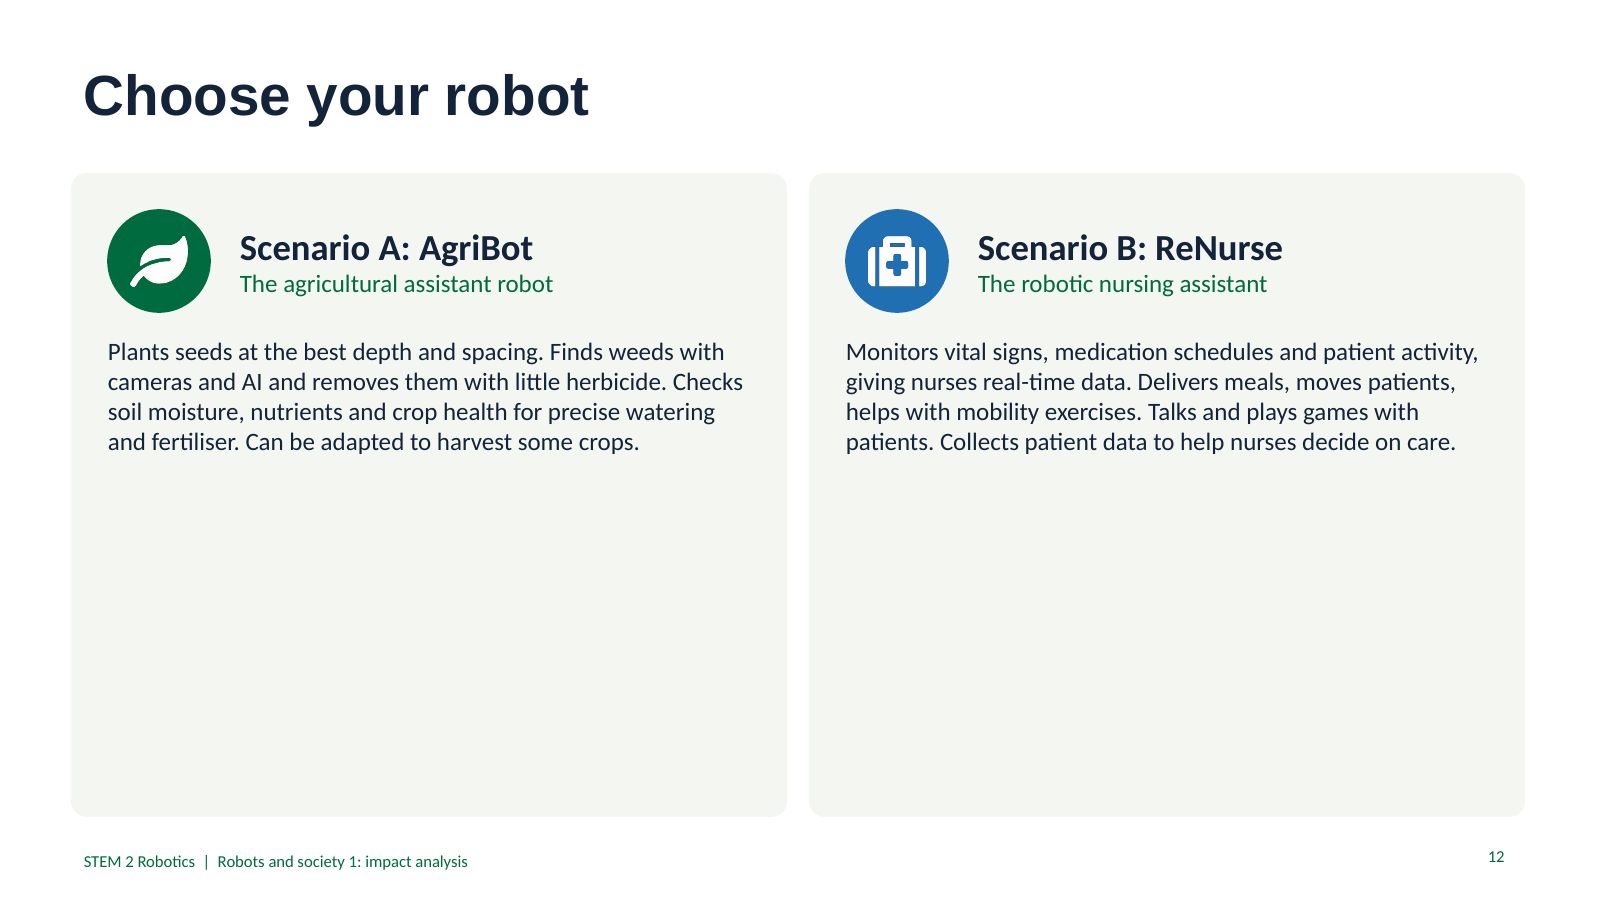 Choose your robot
Scenario A: AgriBot
The agricultural assistant robot
Plants seeds at the best depth and spacing. Finds weeds with
cameras and AI and removes them with little herbicide. Checks
soil moisture, nutrients and crop health for precise watering
and fertiliser. Can be adapted to harvest some crops.
Scenario B: ReNurse
The robotic nursing assistant
Monitors vital signs, medication schedules and patient activity,
giving nurses real-time data. Delivers meals, moves patients,
helps with mobility exercises. Talks and plays games with
patients. Collects patient data to help nurses decide on care.
STEM 2 Robotics | Robots and society 1: impact analysis
12